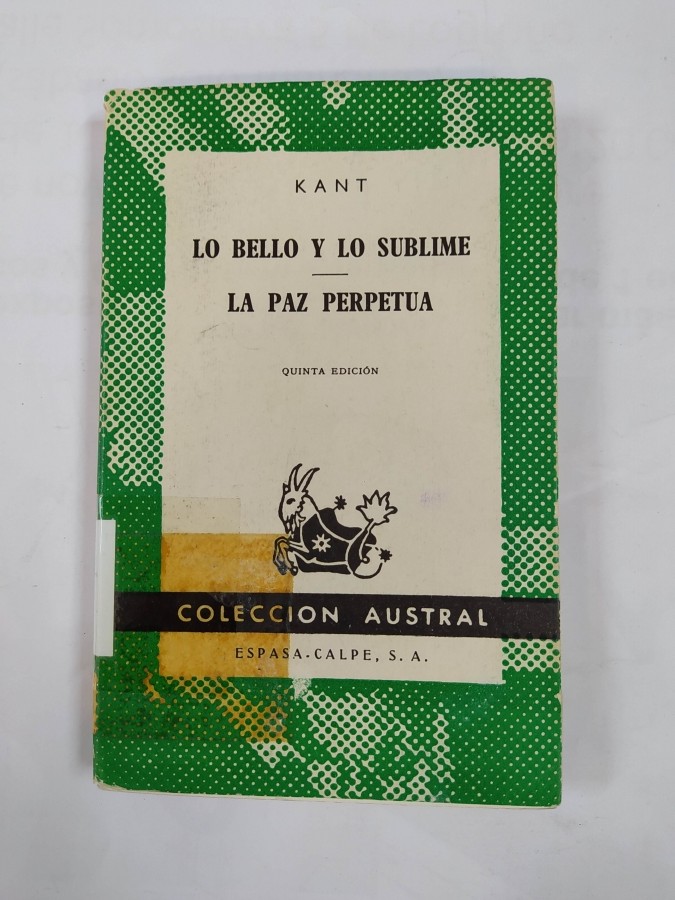 KANT
LO BELLO Y LO SUBLIME
LA PAZ PERPETUA
QUINTA EDICIÓN
COLECCION AUSTRAL
ESPASA-CALPE, S. A.